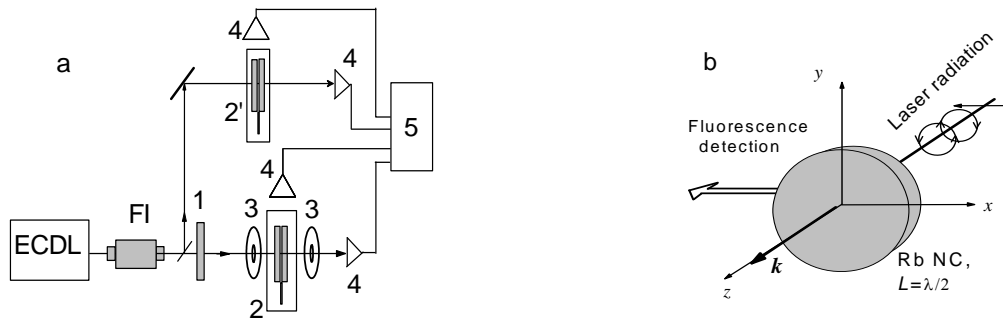 a
4
4
2'
5
4
1
FI
3
3
ECDL
4
2
b
y
Laser radiation
Fluorescence
detection
x
k
z
Rb NC,
L=λ/2